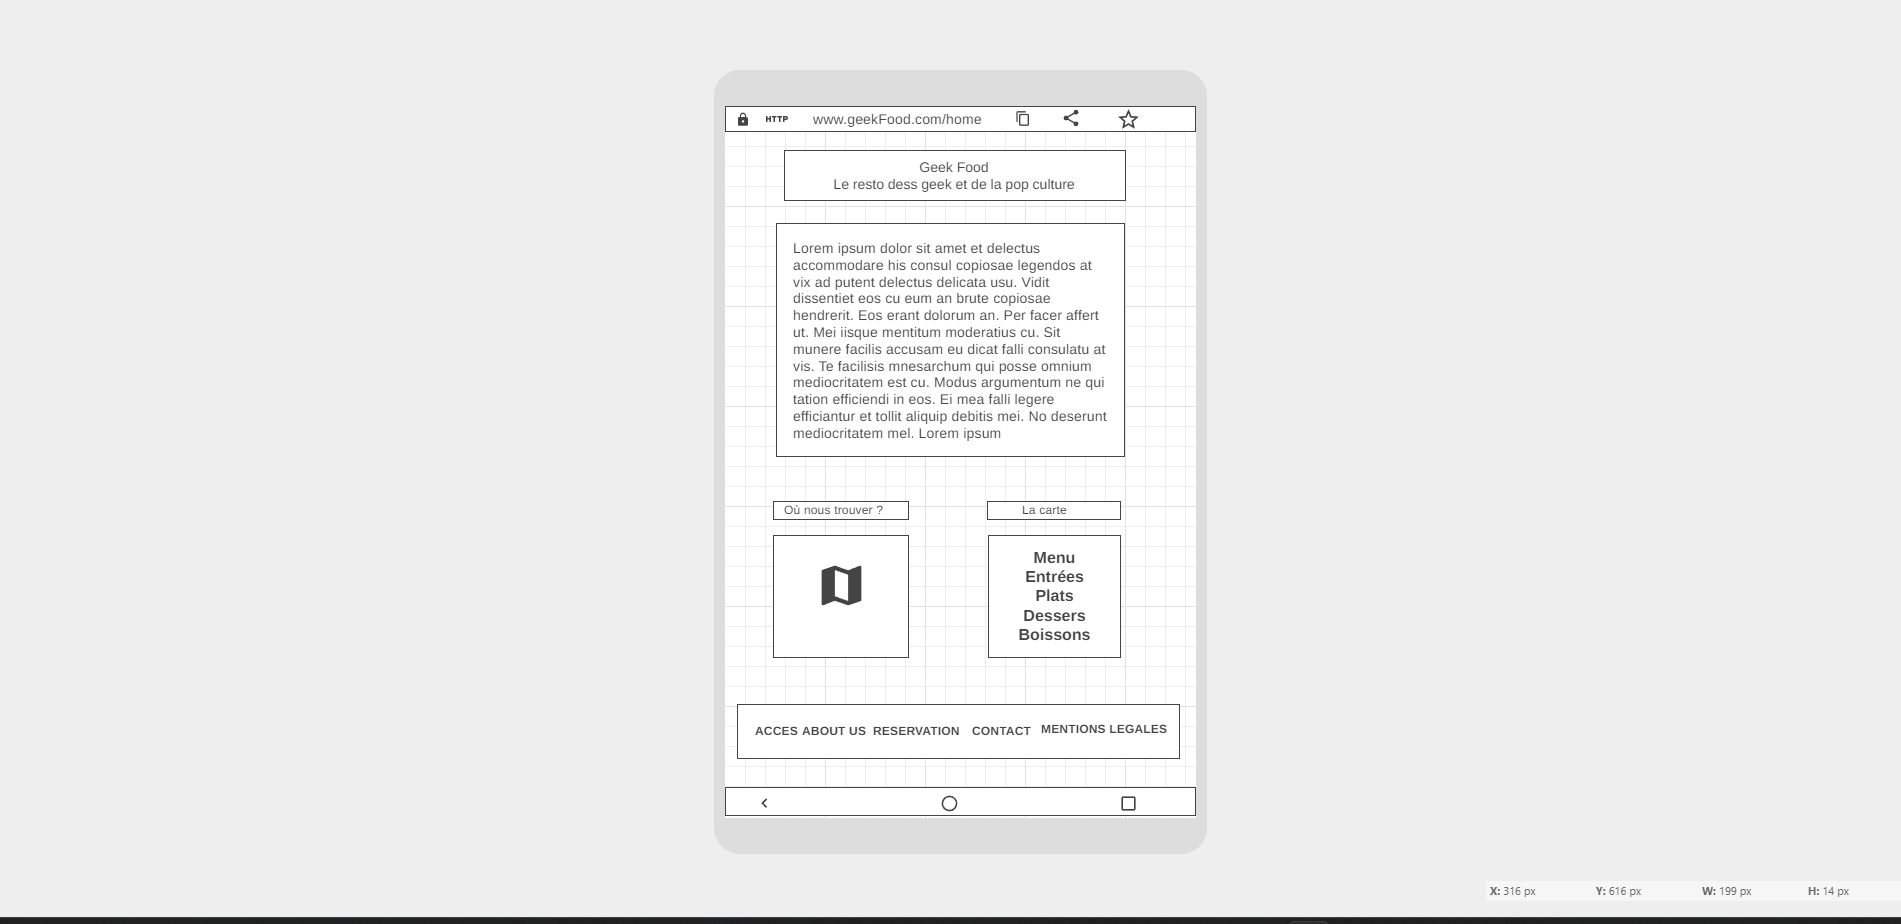 HTTP www.geekFood.com/home
Geek Food
Le resto dess geek et de la pop culture
Lorem ipsum dolor sit amet et delectus
accommodare his consul copiosae legendos at
vix ad putent delectus delicata usu. Vidit
dissentiet eos cu eum an brute copiosae
hendrerit. Eos erant dolorum an. Per facer affert
ut. Mei iisque mentitum moderatius cu. Sit
munere facilis accusam eu dicat falli consulatu at
vis. Te facilisis mnesarchum qui posse omnium
mediocritatem est cu. Modus argumentum ne qui
tation efficiendi in eos. Ei mea falli legere
efficiantur et tollit aliquip debitis mei. No deserunt
mediocritatem mel. Lorem ipsum
Où nous trouver ?
La carte
Menu
Entrées
Plats
Dessers
Boissons
ACCES ABOUT US RESERVATION CONTACT MENTIONS LEGALES
X: 316 px Y: 616 px W: 199 px H: 14 px